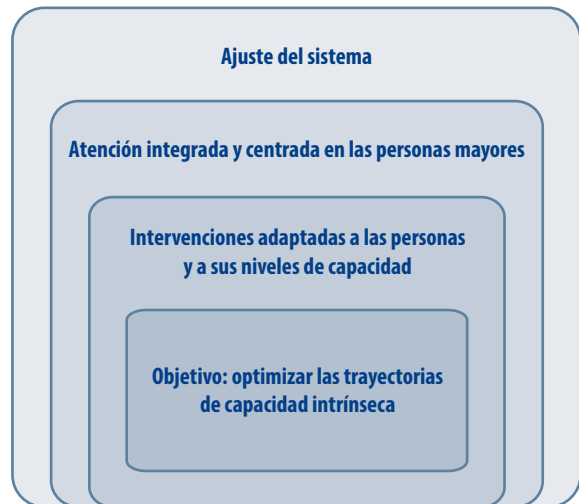 Ajuste del sistema
Atención integrada y centrada en las personas mayores
Intervenciones adaptadas a las personas
y a sus niveles de capacidad
Objetivo: optimizar las trayectorias
de capacidad intrínseca